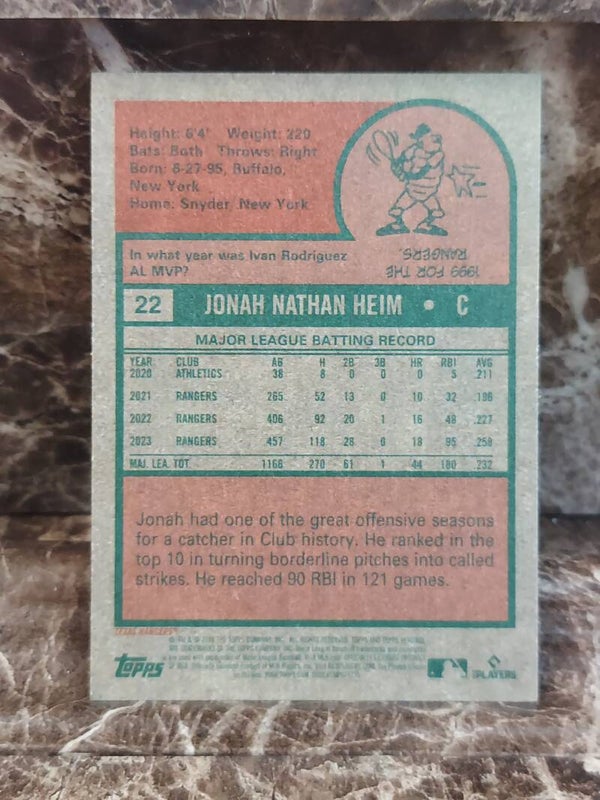 Height: 6'4" Weight: 220
Bats: Both Throws: Right
Born: 8-27-95, Buffalo,
New York
Home: Snyder, New York
In what year was Ivan Rodriguez
AL MVP?
1999 FOR THE
RANGERS.
22 JONAH NATHAN HEIM • C
MAJOR LEAGUE BATTING RECORD
YEAR CLUB AB H 2B 3B HR RBI AVG
2020 ATHLETICS 38 8 0 0 0 5 .211
2021 RANGERS 265 52 13 0 10 32 .196
2022 RANGERS 406 92 20 1 16 48 .227
2023 RANGERS 457 118 28 0 18 95 .258
MAJ. LEA. TOT. 1166 270 61 1 44 180 .232
Jonah had one of the great offensive seasons
for a catcher in Club history. He ranked in the
top 10 in turning borderline pitches into called
strikes. He reached 90 RBI in 121 games.
TEXAS RANGERS™
topps
PLAYERS